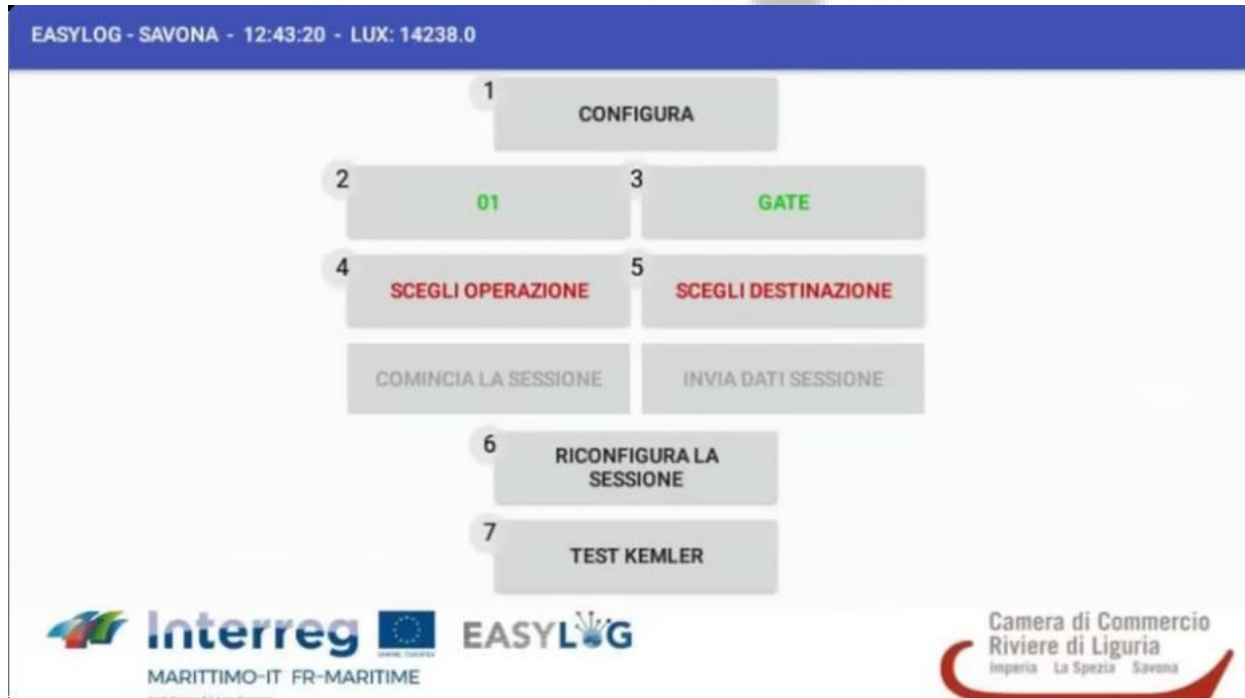 EASYLOG - SAVONA - 12:43:20 - LUX: 14238.0
1
CONFIGURA
2
01
3
GATE
4
SCEGLI OPERAZIONE
5
SCEGLI DESTINAZIONE
COMINCIA LA SESSIONE
INVIA DATI SESSIONE
6
RICONFIGURA LA
SESSIONE
7
TEST KEMLER
Interreg
MARITTIMO-IT FR-MARITIME
EASYLOG
Camera di Commercio
Riviere di Liguria
Imperia La Spezia Savona